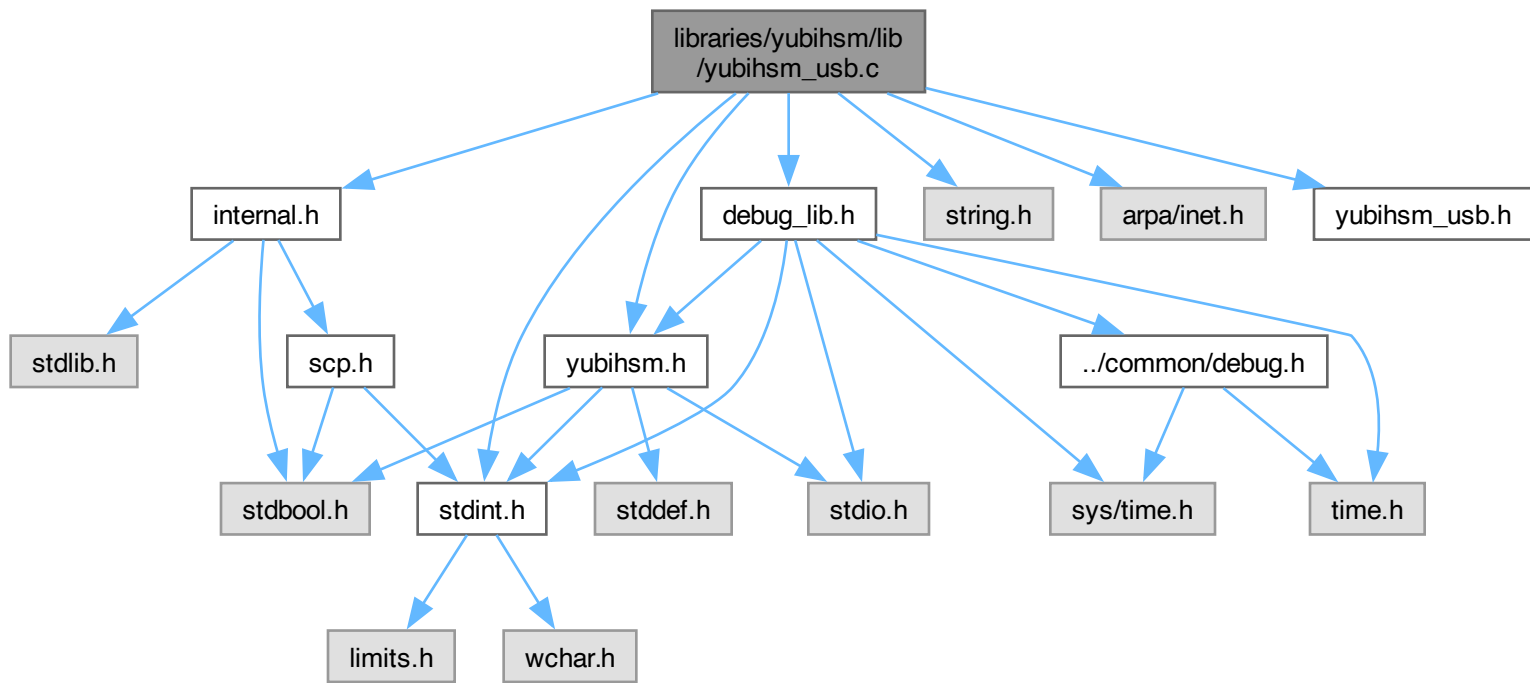 libraries/yubihsm/lib
/yubihsm_usb.c
internal.h
debug_lib.h
string.h
arpa/inet.h
yubihsm_usb.h
stdlib.h
scp.h
yubihsm.h
../common/debug.h
stdbool.h
stdint.h
stddef.h
stdio.h
sys/time.h
time.h
limits.h
wchar.h